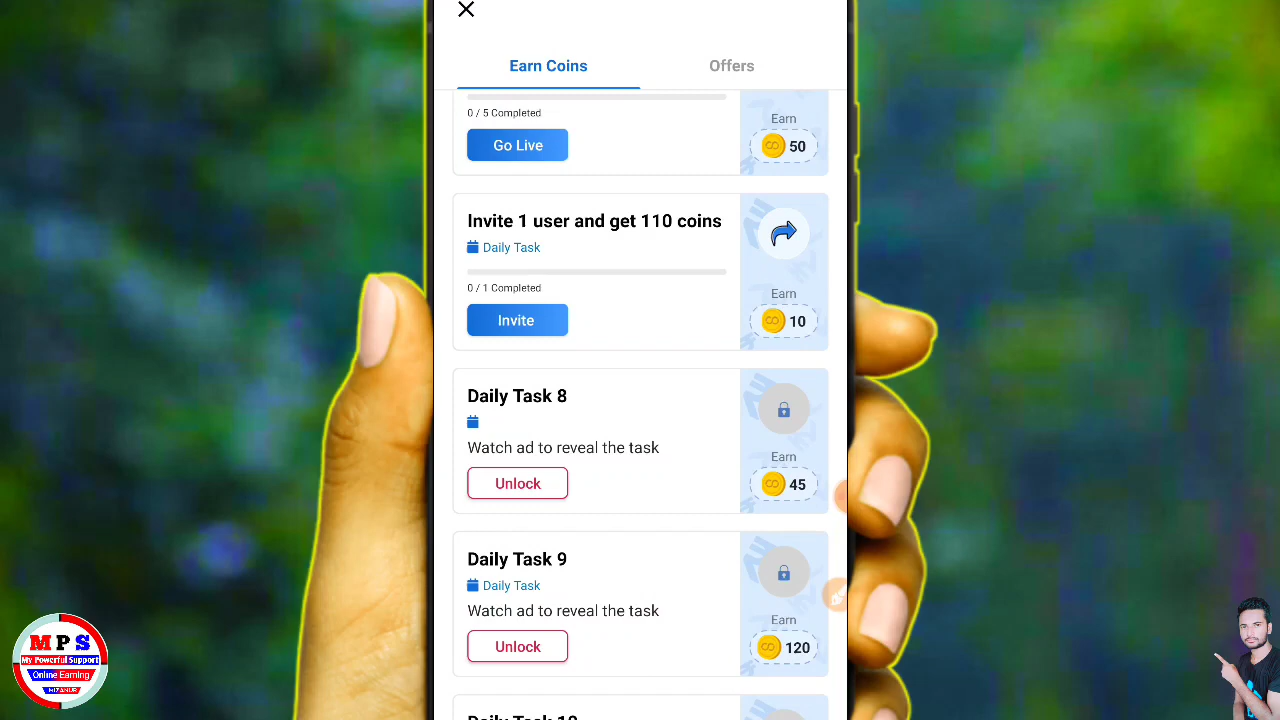 Earn Coins
Offers
0 / 5 Completed
Go Live
Earn
50
Invite 1 user and get 110 coins
Daily Task
0 / 1 Completed
Invite
Earn
10
Daily Task 8
Watch ad to reveal the task
Unlock
Earn
45
Daily Task 9
Daily Task
Watch ad to reveal the task
Unlock
Earn
120
M P S
My Powerful Support
Online Earning
MIZANUR